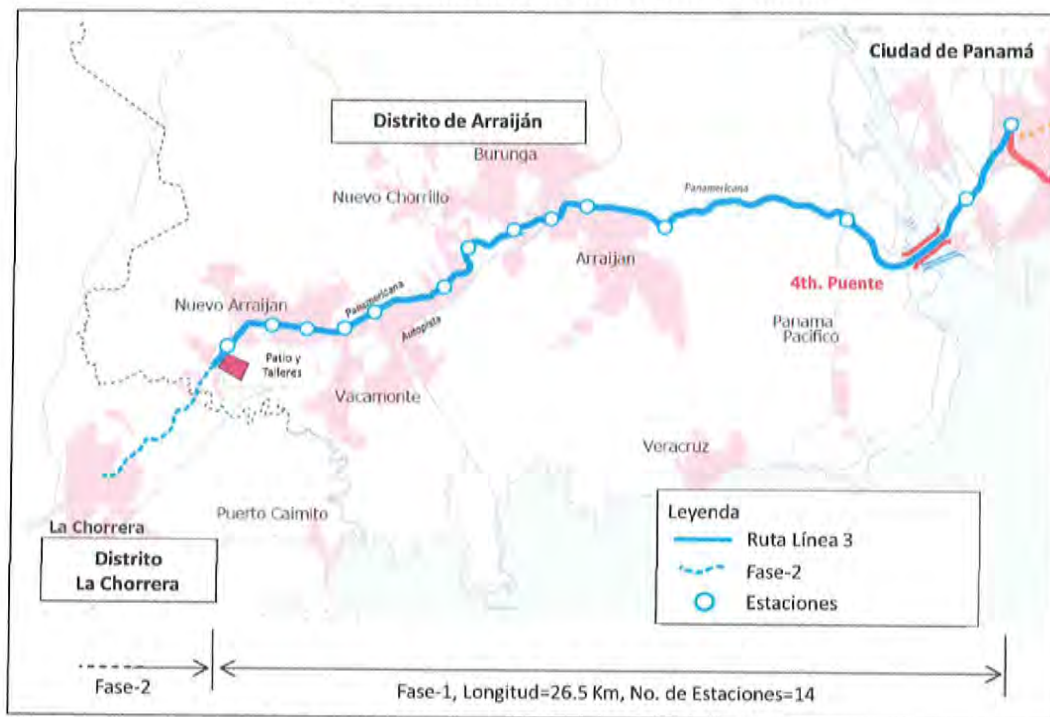 Ciudad de Panamá
Distrito de Arraiján
Burunga
Nuevo Chorrillo
Panamericana
Arraijan
4th. Puente
Nuevo Arraijan
Panamericana
Autopista
Panama
Pacifico
Patio y
Talleres
Vacamonte
Veracruz
Puerto Caimito
La Chorrera
Distrito
La Chorrera
Leyenda
Ruta Línea 3
Fase-2
Estaciones
Fase-2
Fase-1, Longitud=26.5 Km, No. de Estaciones=14